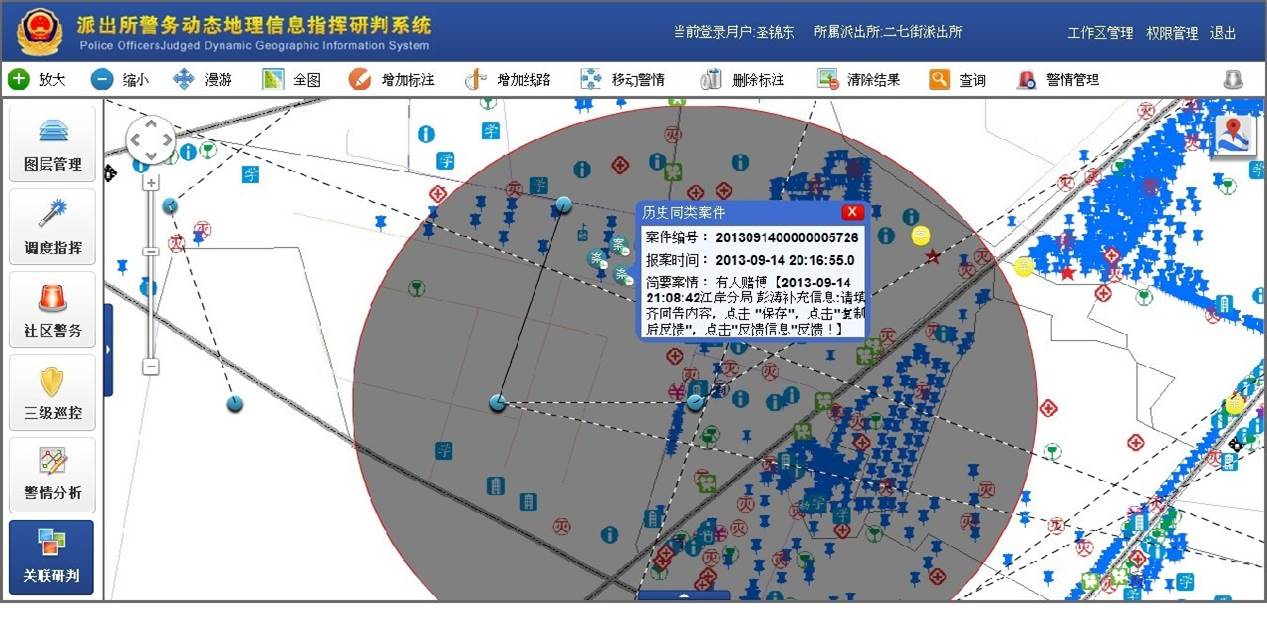 派出所警务动态地理信息指挥研判系统
Police OfficersJudged Dynamic Geographic Information System
当前登录用户:圣锦东 所属派出所:二七街派出所
工作区管理 权限管理 退出
放大 缩小 漫游 全图 增加标注 增加线路 移动警情 删除标注 清除结果 查询 警情管理
图层管理
调度指挥
社区警务
三级巡控
警情分析
关联研判
历史同类案件
案件编号： 2013091400000005726
报案时间： 2013-09-14 20:16:55.0
简要案情： 有人赌博【2013-09-14
21:08:42江岸分局 彭涛补充信息:请填
齐回告内容，点击 "保存"，点击"复制
后反馈"，点击"反馈信息"反馈！】